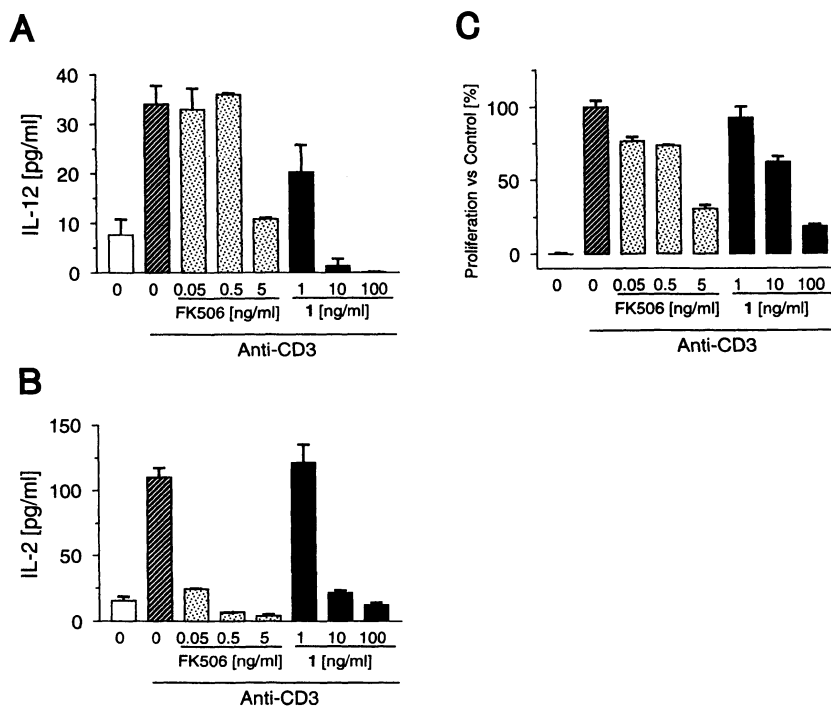 A
IL-12 [pg/ml]
40
30
20
10
0
0 0 0.05 0.5 5 1 10 100
FK506 [ng/ml] 1 [ng/ml]
Anti-CD3
B
IL-2 [pg/ml]
150
100
50
0
0 0 0.05 0.5 5 1 10 100
FK506 [ng/ml] 1 [ng/ml]
Anti-CD3
C
Proliferation vs Control [%]
100
50
0
0 0 0.05 0.5 5 1 10 100
FK506 [ng/ml] 1 [ng/ml]
Anti-CD3